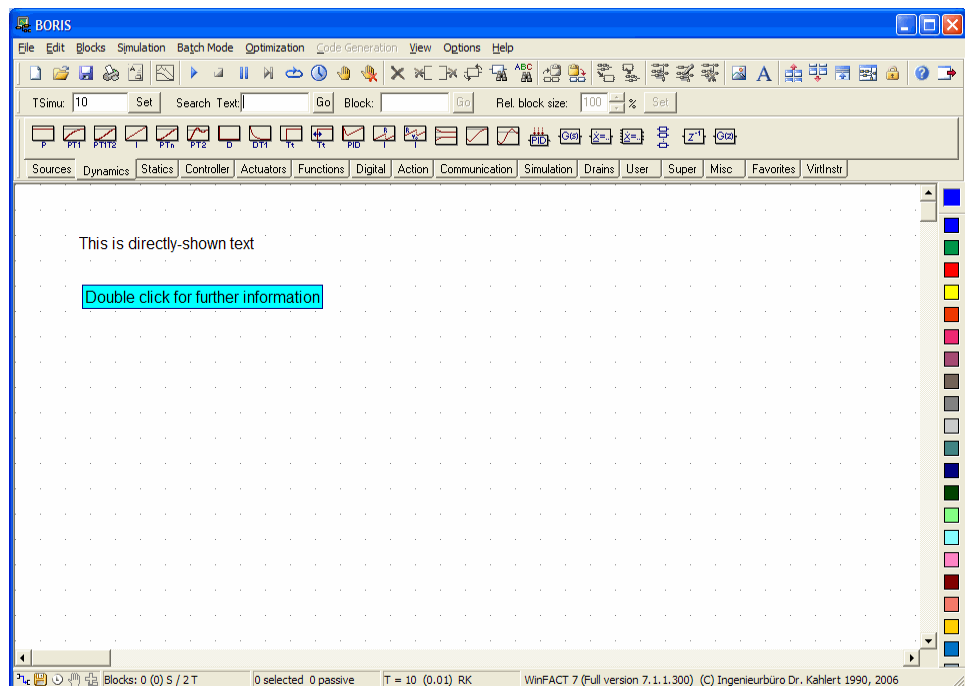 BORIS
File Edit Blocks Simulation Batch Mode Optimization Code Generation View Options Help
TSimu: 10 Set Search Text: Go Block: Go Rel. block size: 100 % Set
P PT1 PT1T2 I PTn PT2 D DT1 Tt Tt PID PID G(s) ẋ=.. ẋ=.. Z⁻¹ G(z)
Sources Dynamics Statics Controller Actuators Functions Digital Action Communication Simulation Drains User Super Misc Favorites VirtInstr
This is directly-shown text
Double click for further information
Blocks: 0 (0) S / 2 T 0 selected 0 passive T = 10 (0.01) RK WinFACT 7 (Full version 7.1.1.300) (C) Ingenieurbüro Dr. Kahlert 1990, 2006